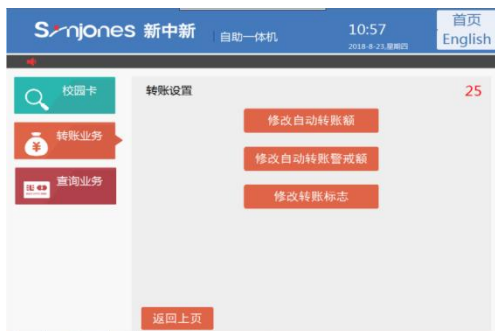 Synjones 新中新 自助一体机
10:57
2018-8-23,星期四
首页
English
校园卡
转账业务
查询业务
转账设置
25
修改自动转账额
修改自动转账警戒额
修改转账标志
返回上页